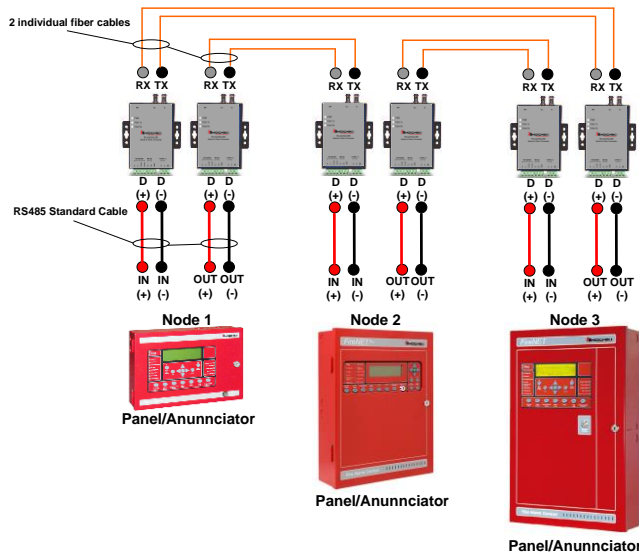 2 individual fiber cables
RX TX RX TX RX TX RX TX RX TX RX TX
D D D D D D D D D D D D
(+) (-) (+) (-) (+) (-) (+) (-) (+) (-) (+) (-)
RS485 Standard Cable
IN IN OUT OUT IN IN OUT OUT IN IN OUT OUT
(+) (-) (+) (-) (+) (-) (+) (-) (+) (-) (+) (-)
Node 1 Node 2 Node 3
FireNET
Panel/Anunnciator
Panel/Anunnciator
Panel/Anunnciator